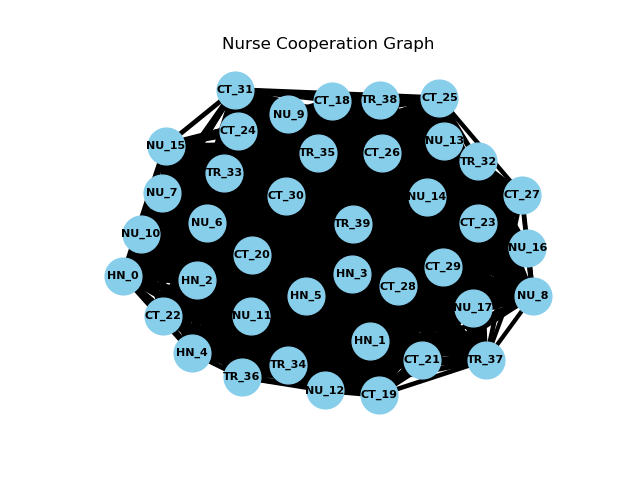 Nurse Cooperation Graph
CT_31
CT_25
CT_18
TR_38
NU_9
CT_24
NU_13
NU_15
TR_35
CT_26
TR_32
TR_33
NU_7
CT_30
NU_14
CT_27
NU_6
TR_39
CT_23
NU_10
NU_16
CT_20
CT_29
HN_0
HN_3
HN_2
CT_28
HN_5
NU_8
NU_17
CT_22
NU_11
HN_1
HN_4
CT_21
TR_37
TR_34
TR_36
NU_12
CT_19